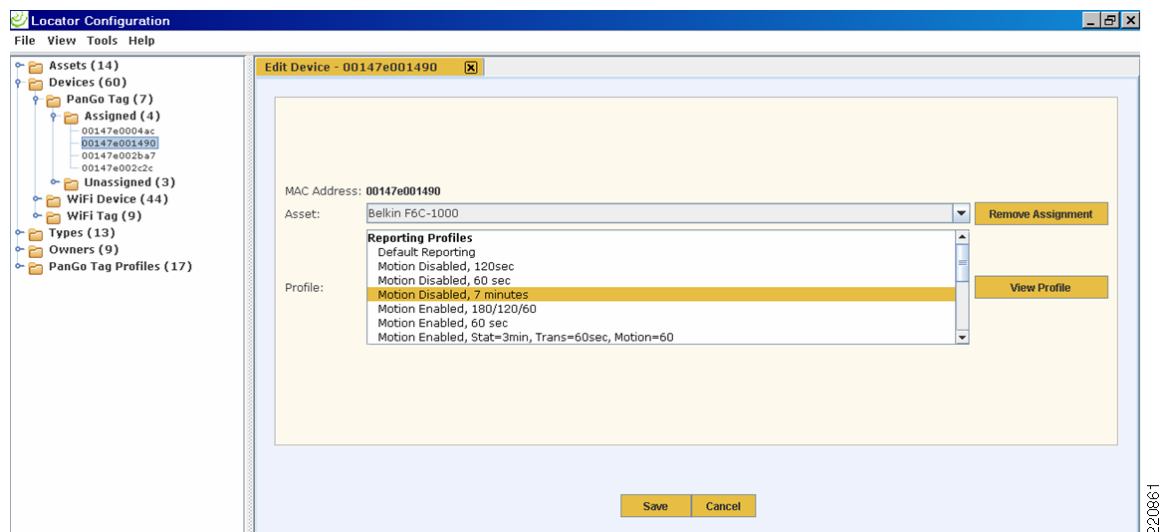 Locator Configuration
File View Tools Help
Assets (14)
Devices (60)
PanGo Tag (7)
Assigned (4)
00147e0004ac
00147e001490
00147e002ba7
00147e002c2c
Unassigned (3)
WiFi Device (44)
WiFi Tag (9)
Types (13)
Owners (9)
PanGo Tag Profiles (17)
Edit Device - 00147e001490
MAC Address: 00147e001490
Asset: Belkin F6C-1000 Remove Assignment
Reporting Profiles
Default Reporting
Motion Disabled, 120sec
Motion Disabled, 60 sec
Profile: Motion Disabled, 7 minutes View Profile
Motion Enabled, 180/120/60
Motion Enabled, 60 sec
Motion Enabled, Stat=3min, Trans=60sec, Motion=60
Save Cancel
220861